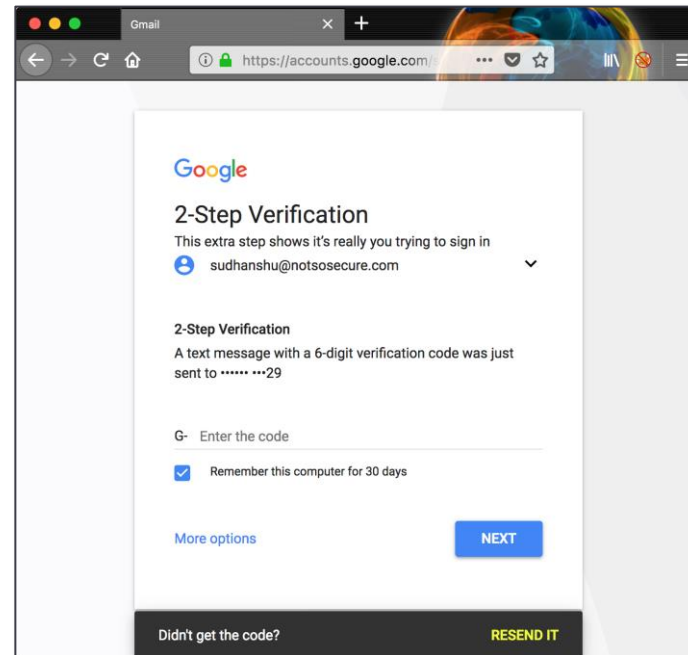 Gmail
https://accounts.google.com/
Google
2-Step Verification
This extra step shows it's really you trying to sign in
sudhanshu@notsosecure.com
2-Step Verification
A text message with a 6-digit verification code was just
sent to •••••• •••29
G- Enter the code
Remember this computer for 30 days
More options
NEXT
Didn't get the code?
RESEND IT